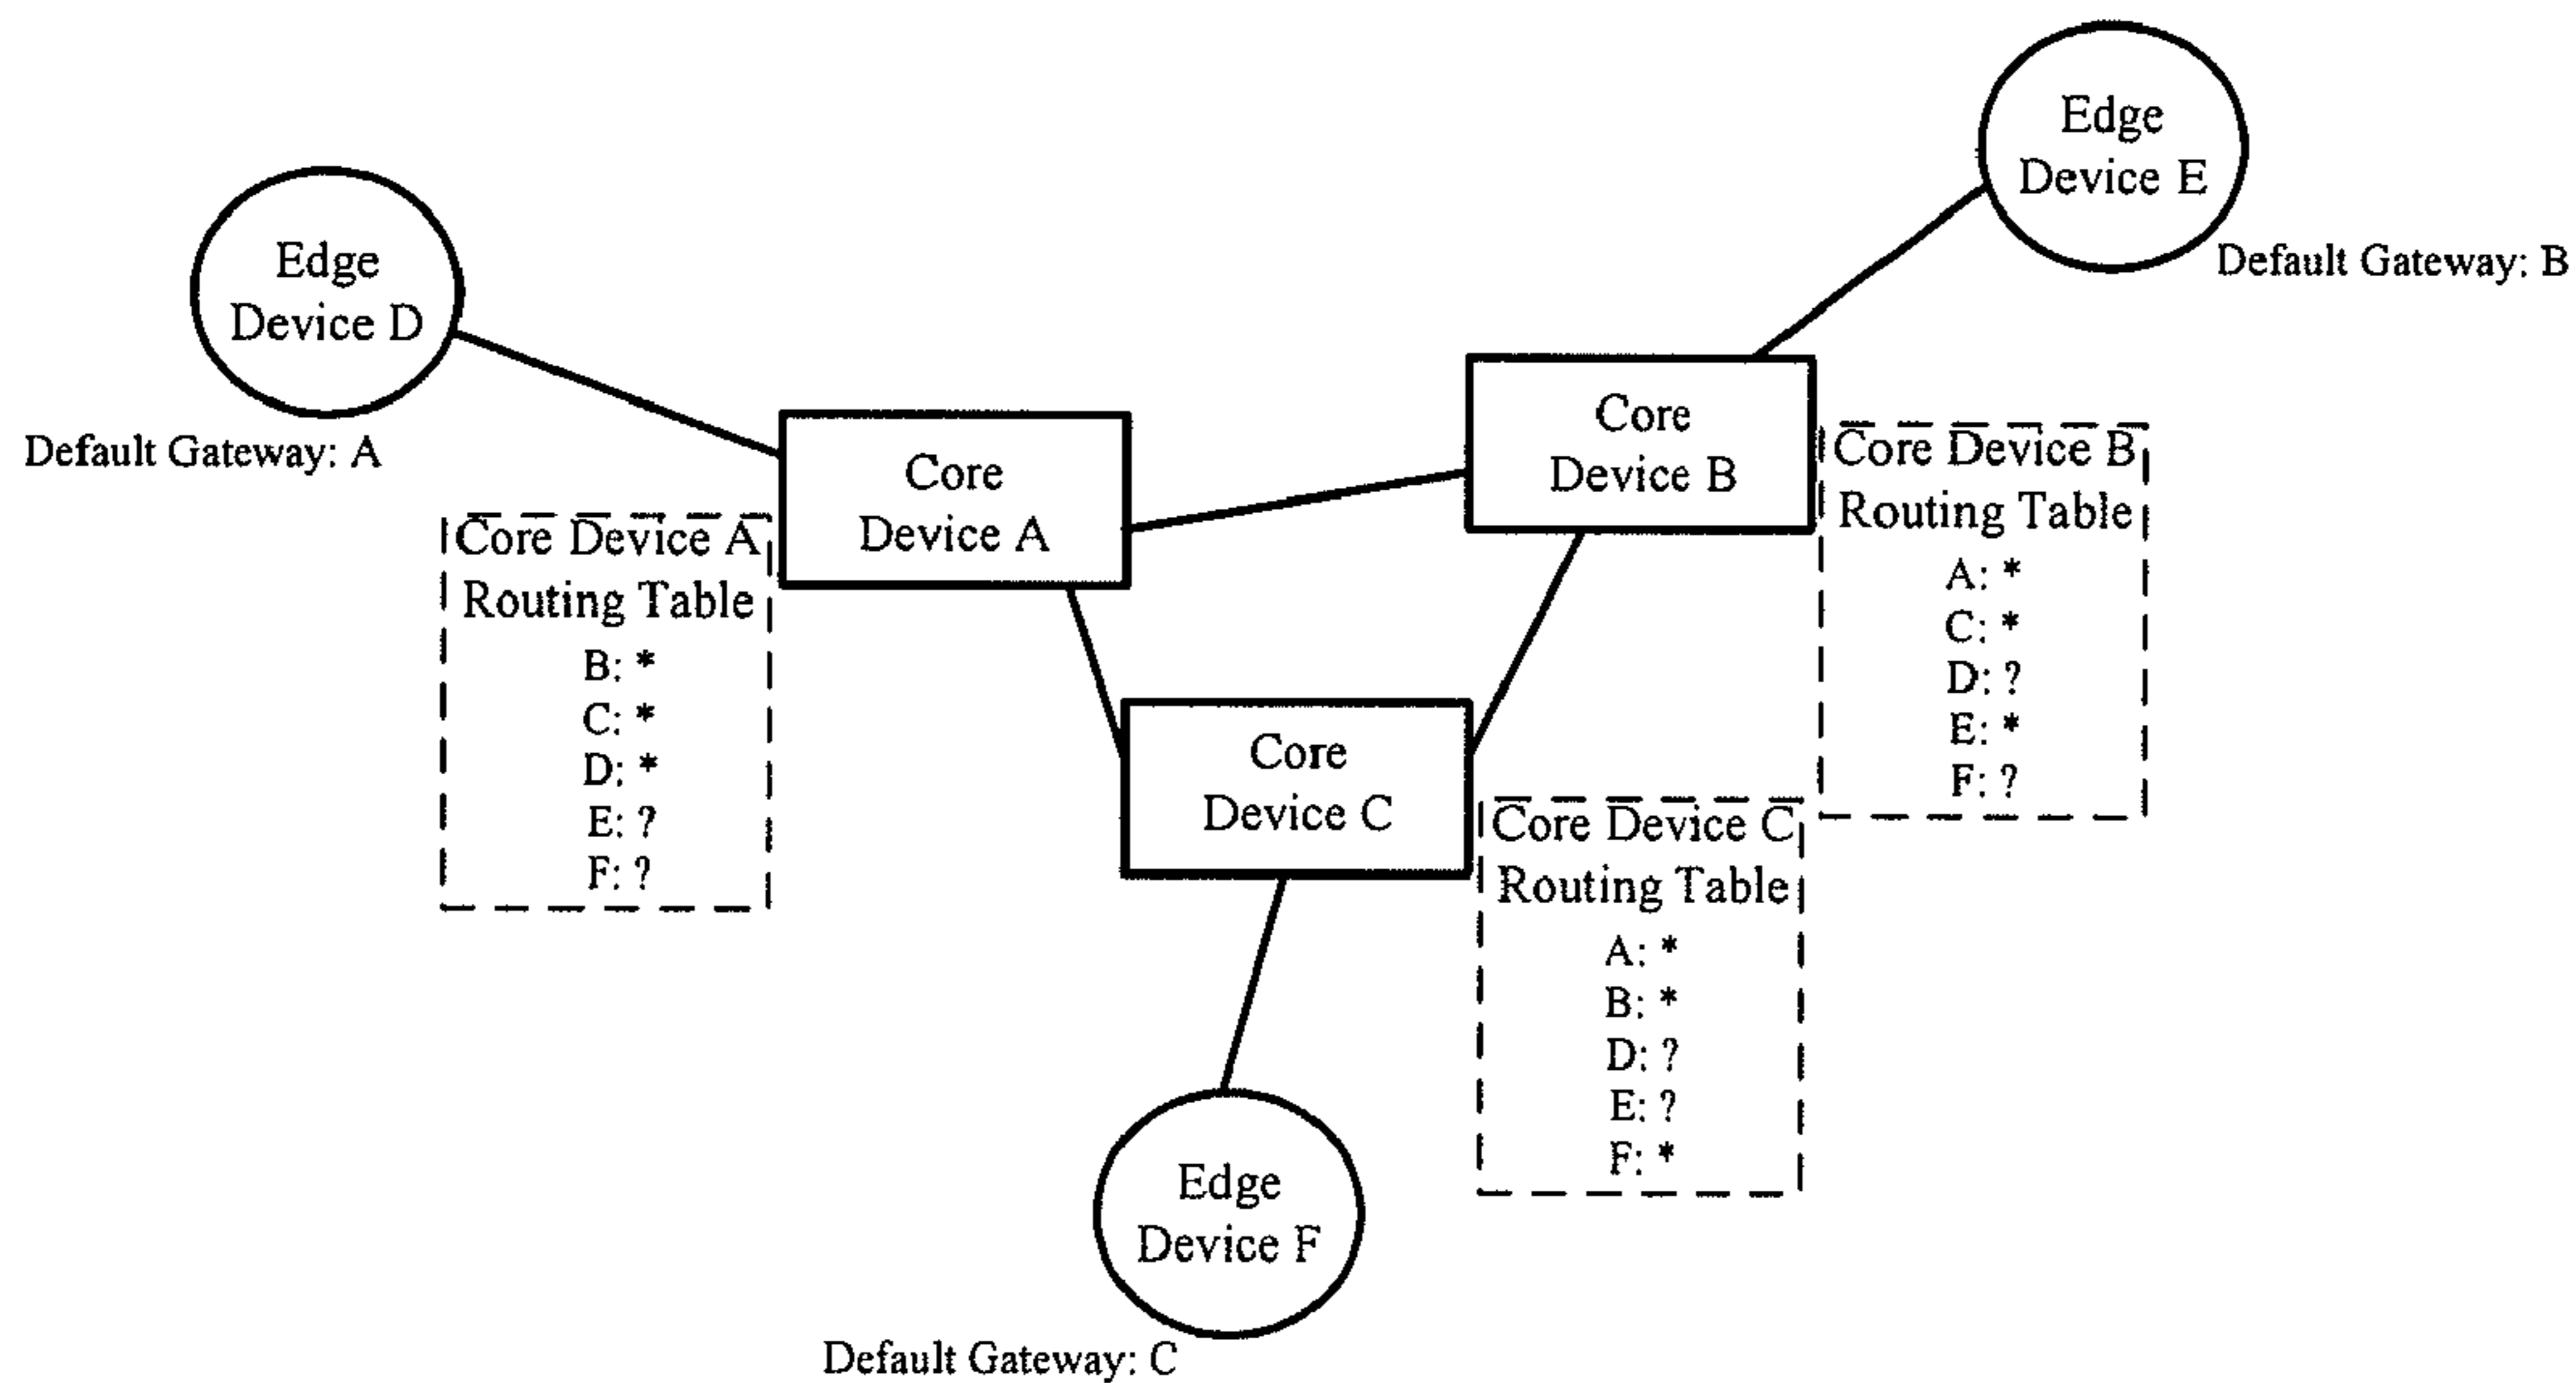 Edge
Device E
Default Gateway: B
Edge
Device D
Default Gateway: A
Core
Device A
Core Device A
Routing Table
B: *
C: *
D: *
E: ?
F: ?
Core
Device B
Core Device B
Routing Table
A: *
C: *
D: ?
E: *
F: ?
Core
Device C
Core Device C
Routing Table
A: *
B: *
D: ?
E: ?
F: *
Edge
Device F
Default Gateway: C